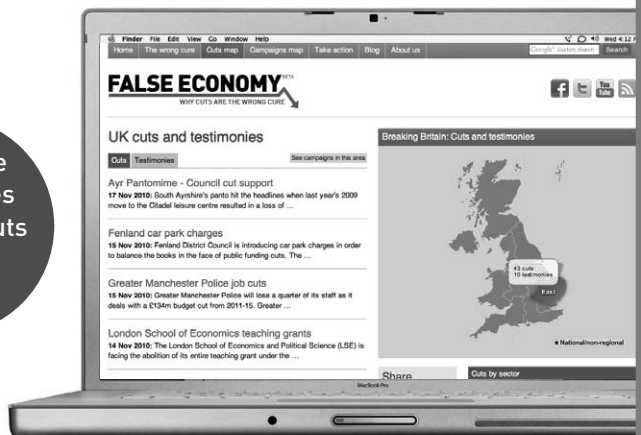 Finder File Edit View Go Window Help
Wed 4:12
Home The wrong cure Cuts map Campaigns map Take action Blog About us
Google™ Custom Search Search
FALSE ECONOMY BETA
WHY CUTS ARE THE WRONG CURE
You Tube
UK cuts and testimonies
Cuts Testimonies
See campaigns in this area
Ayr Pantomime - Council cut support
17 Nov 2010: South Ayrshire's panto hit the headlines when last year's 2009
move to the Citadel leisure centre resulted in a loss of ...
Fenland car park charges
15 Nov 2010: Fenland District Council is introducing car park charges in order
to balance the books in the face of public funding cuts. The ...
Greater Manchester Police job cuts
15 Nov 2010: Greater Manchester Police will lose a quarter of its staff as it
deals with a £134m budget cut from 2011-15. Greater ...
London School of Economics teaching grants
14 Nov 2010: The London School of Economics and Political Science (LSE) is
facing the abolition of its entire teaching grant under the ...
Breaking Britain: Cuts and testimonies
43 cuts
10 testimonies
East
★ National/non-regional
Share
Cuts by sector
MacBook Pro